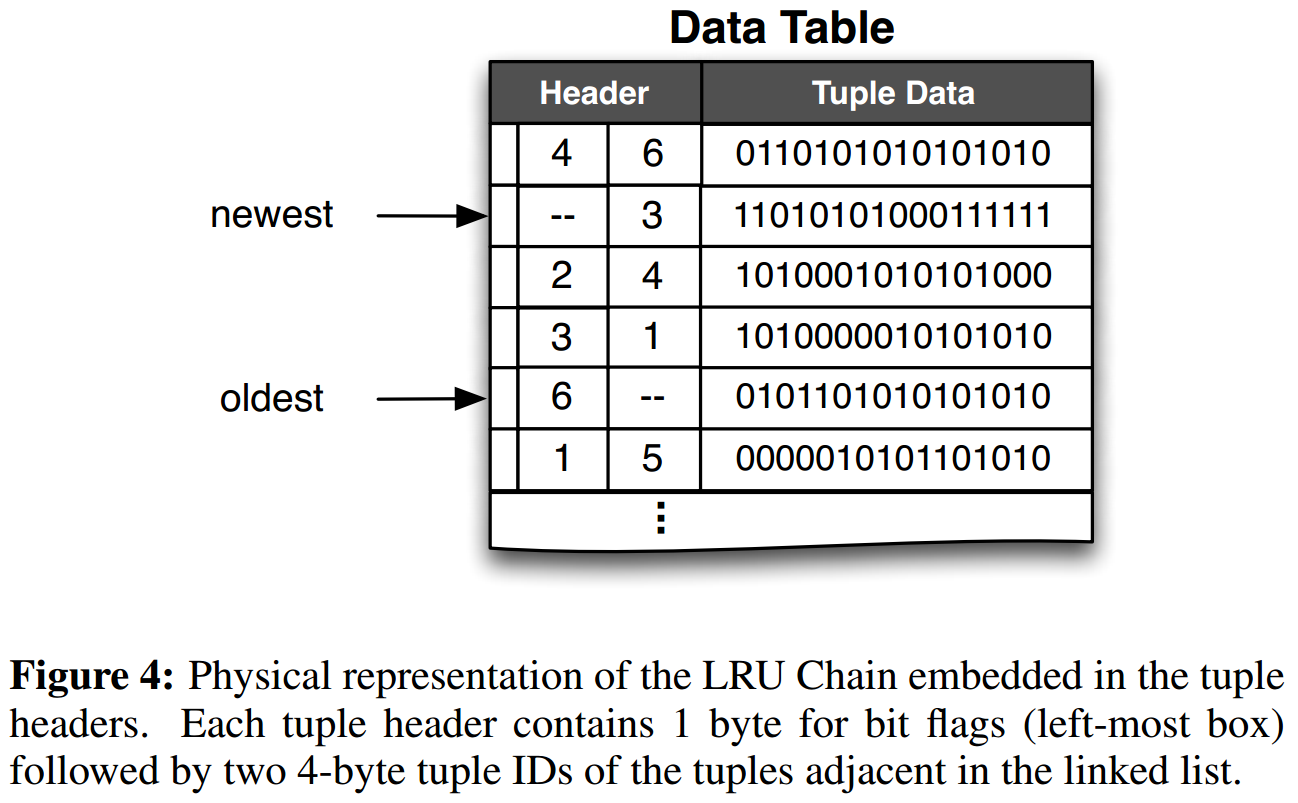 Data Table
Header Tuple Data
4 6 0110101010101010
newest -- 3 11010101000111111
2 4 1010001010101000
3 1 1010000010101010
oldest 6 -- 0101101010101010
1 5 0000010101101010
Figure 4: Physical representation of the LRU Chain embedded in the tuple
headers. Each tuple header contains 1 byte for bit flags (left-most box)
followed by two 4-byte tuple IDs of the tuples adjacent in the linked list.